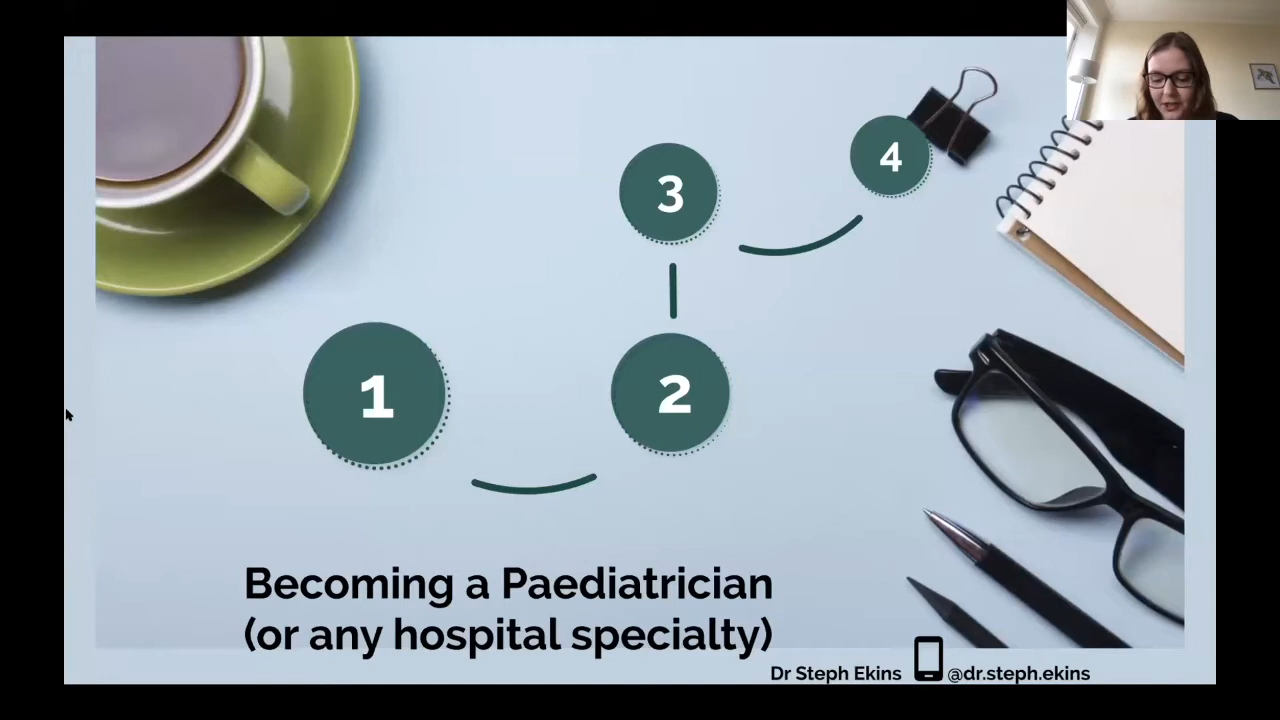 3
4
1
2
Becoming a Paediatrician
(or any hospital specialty)
Dr Steph Ekins @dr.steph.ekins